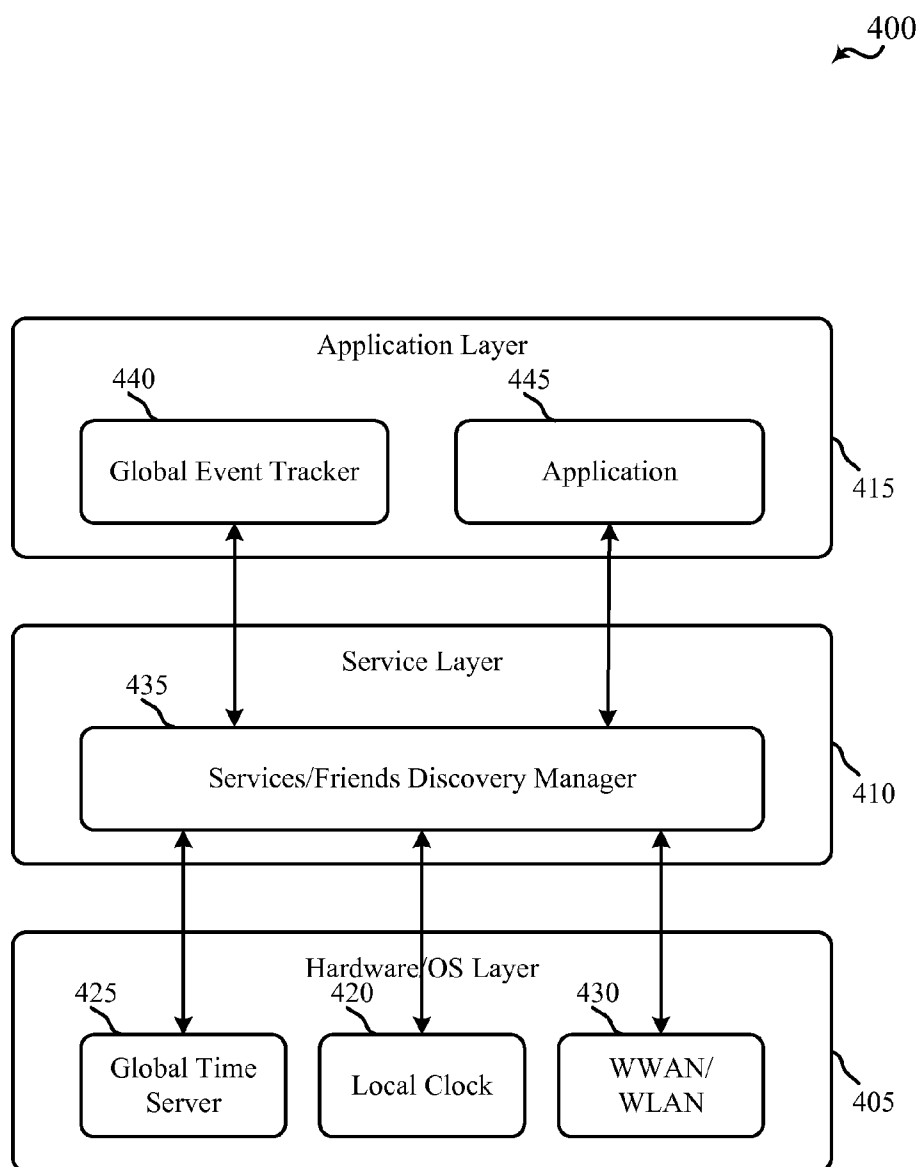 400
Application Layer
440
445
Global Event Tracker
Application
415
Service Layer
435
Services/Friends Discovery Manager
410
Hardware/OS Layer
425
420
430
Global Time
Server
Local Clock
WWAN/
WLAN
405